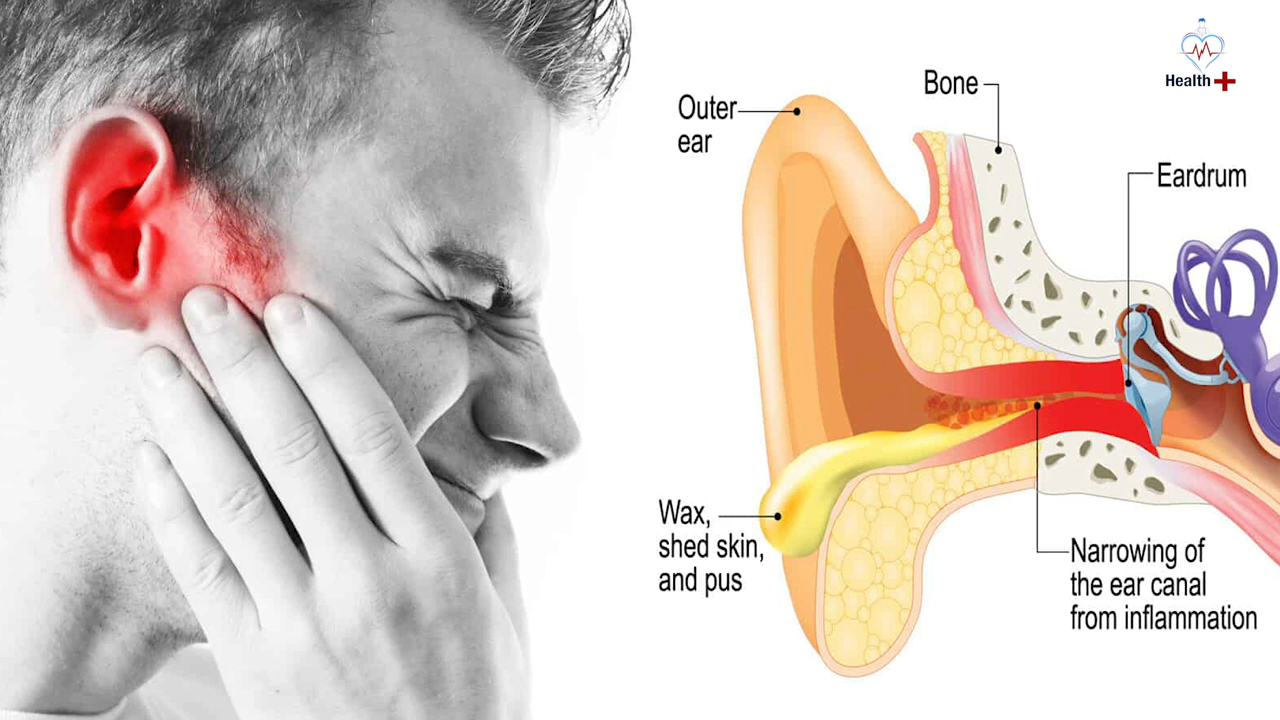 Health
Outer
ear
Bone
Eardrum
Wax,
shed skin,
and pus
Narrowing of
the ear canal
from inflammation